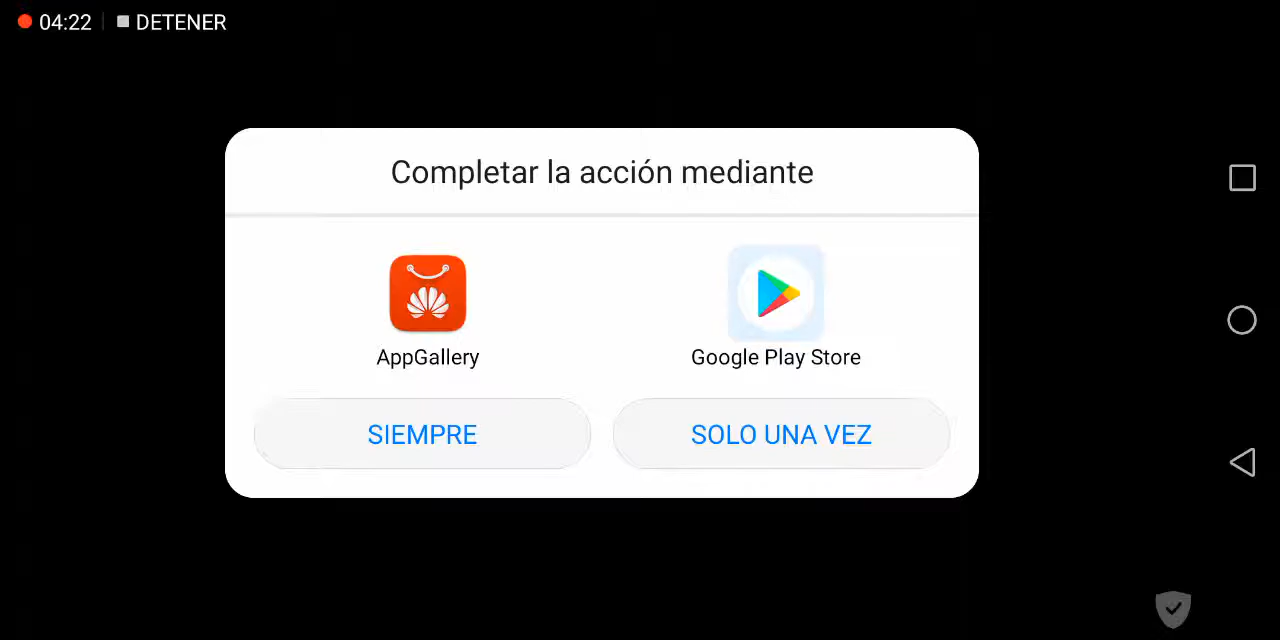 04:22 DETENER
Completar la acción mediante
AppGallery Google Play Store
SIEMPRE SOLO UNA VEZ